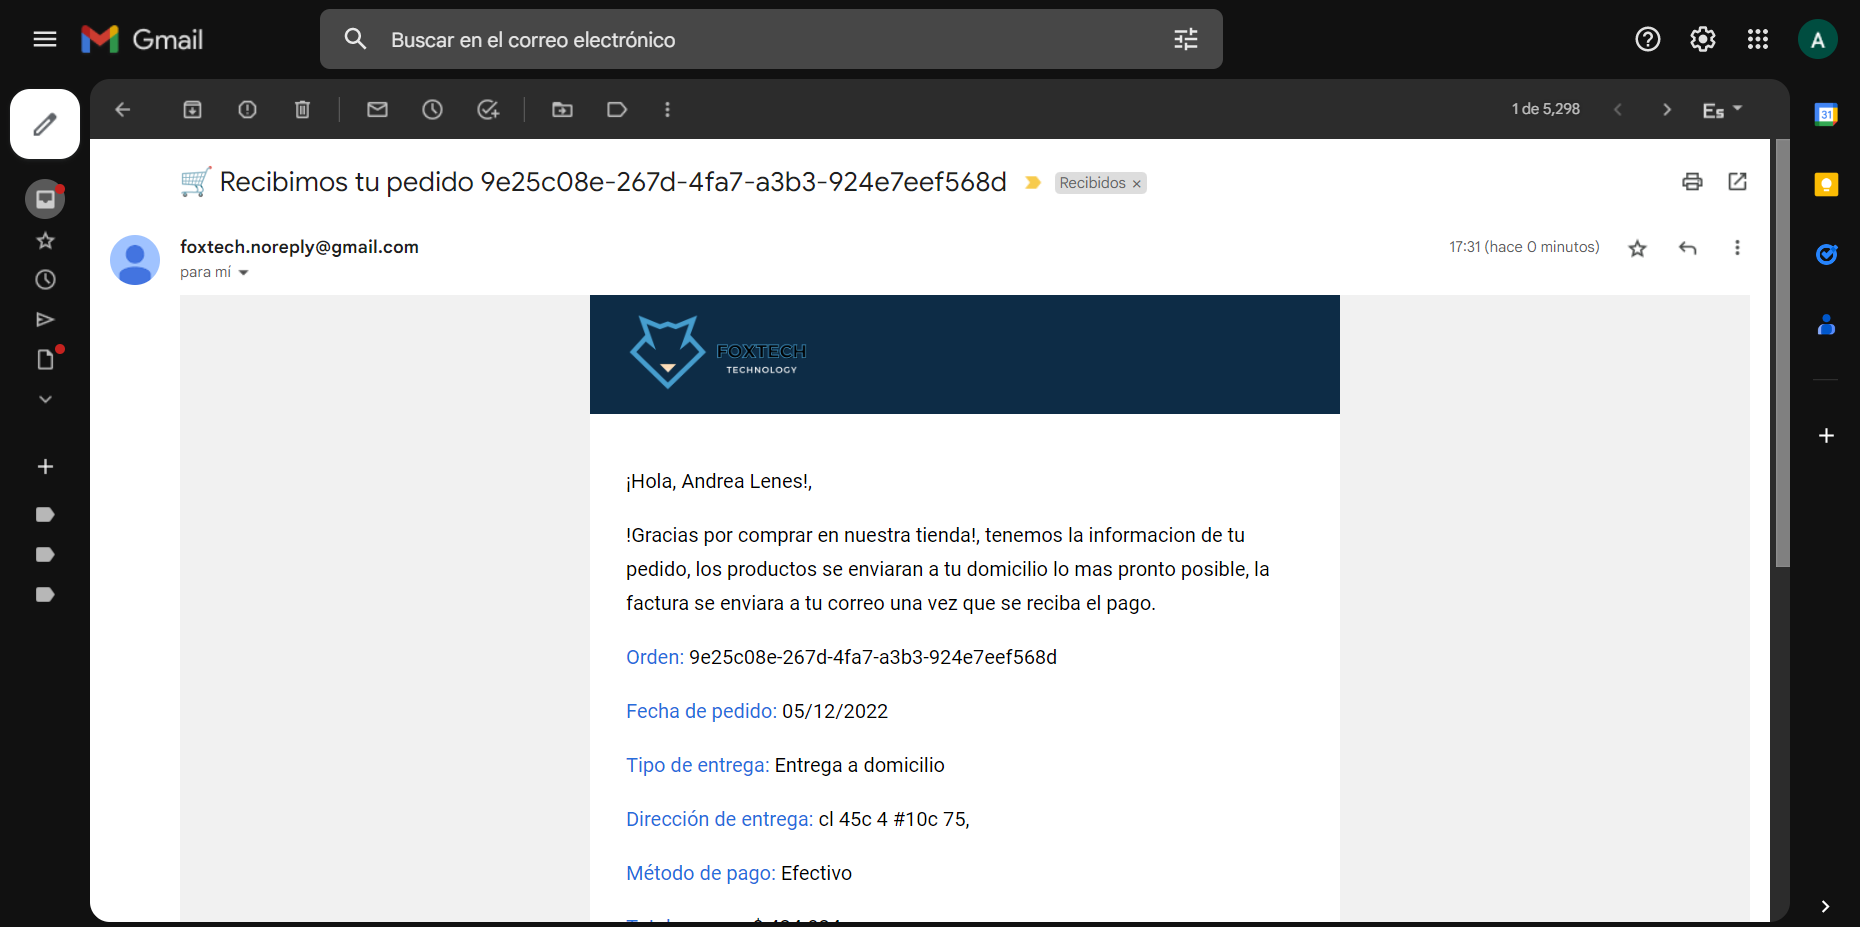 Gmail
Buscar en el correo electrónico
A
1 de 5,298
Es
31
🛒 Recibimos tu pedido 9e25c08e-267d-4fa7-a3b3-924e7eef568d
Recibidos ×
foxtech.noreply@gmail.com
17:31 (hace 0 minutos)
para mí
FOXTECH
TECHNOLOGY
¡Hola, Andrea Lenes!,
!Gracias por comprar en nuestra tienda!, tenemos la informacion de tu
pedido, los productos se enviaran a tu domicilio lo mas pronto posible, la
factura se enviara a tu correo una vez que se reciba el pago.
Orden: 9e25c08e-267d-4fa7-a3b3-924e7eef568d
Fecha de pedido: 05/12/2022
Tipo de entrega: Entrega a domicilio
Dirección de entrega: cl 45c 4 #10c 75,
Método de pago: Efectivo